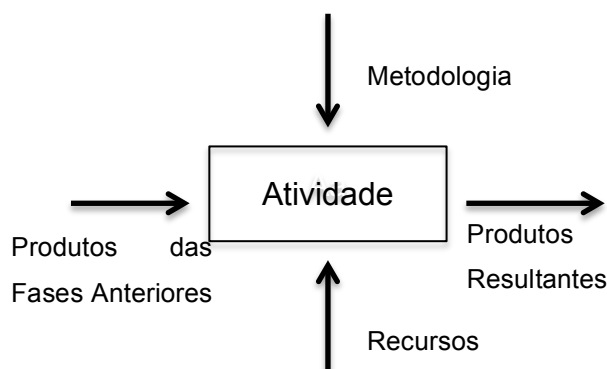 Metodologia
Atividade
Produtos das
Fases Anteriores
Produtos
Resultantes
Recursos